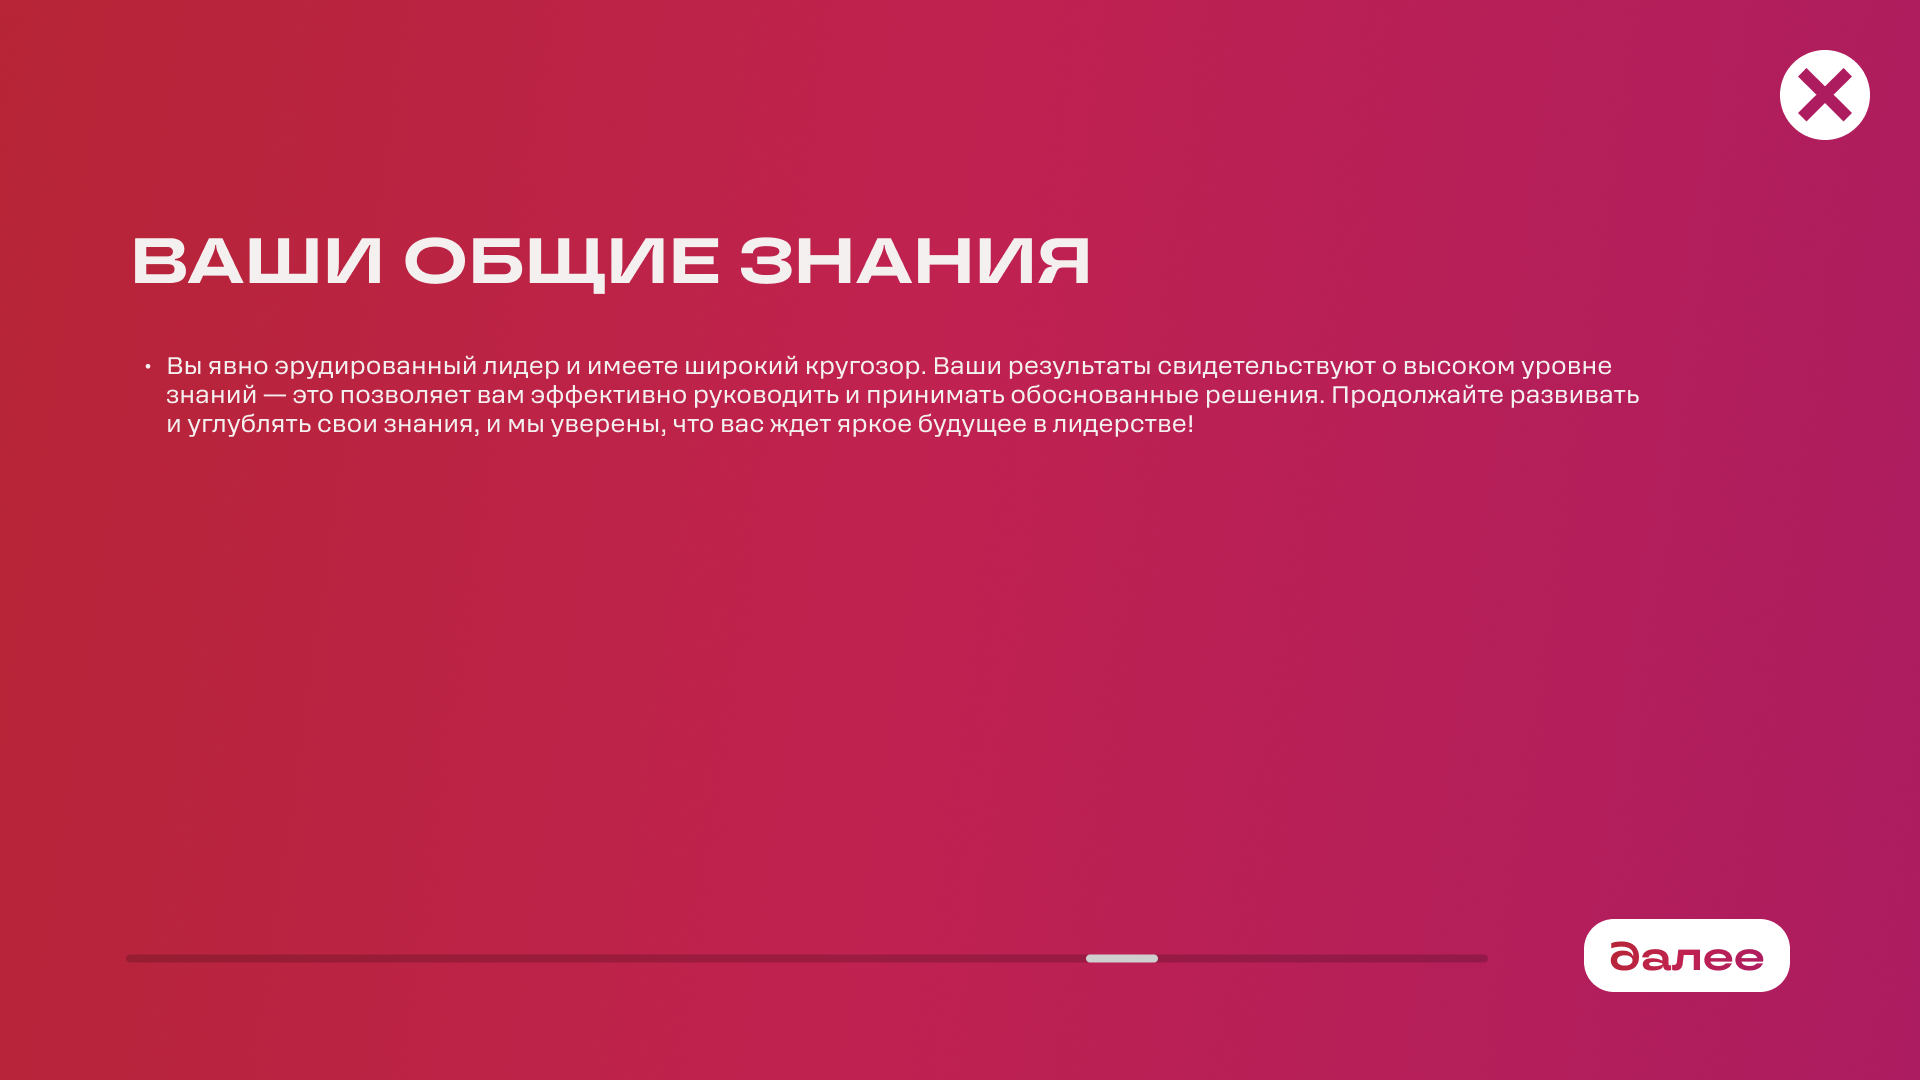 ВАШИ ОБЩИЕ ЗНАНИЯ
• Вы явно эрудированный лидер и имеете широкий кругозор. Ваши результаты свидетельствуют о высоком уровне
знаний — это позволяет вам эффективно руководить и принимать обоснованные решения. Продолжайте развивать
и углублять свои знания, и мы уверены, что вас ждет яркое будущее в лидерстве!
далее